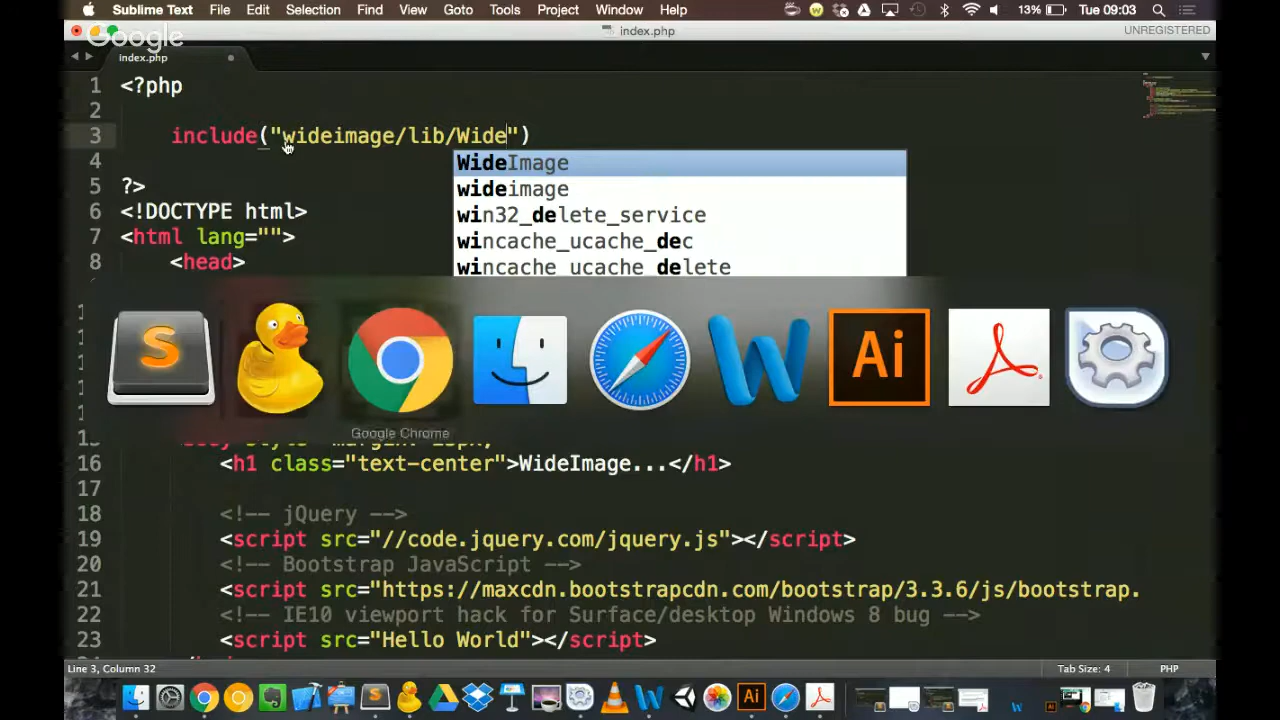 Sublime Text File Edit Selection Find View Goto Tools Project Window Help 13% Tue 09:03
Google
index.php
UNREGISTERED
index.php
1 <?php
2
3 include("wideimage/lib/Wide")
4 WideImage
5 ?> wideimage
6 <!DOCTYPE html> win32_delete_service
7 <html lang=""> wincache_ucache_dec
8 <head> wincache_ucache_delete
S
Ai
Google Chrome
16 <h1 class="text-center">WideImage...</h1>
17
18 <!-- jQuery -->
19 <script src="//code.jquery.com/jquery.js"></script>
20 <!-- Bootstrap JavaScript -->
21 <script src="https://maxcdn.bootstrapcdn.com/bootstrap/3.3.6/js/bootstrap.
22 <!-- IE10 viewport hack for Surface/desktop Windows 8 bug -->
23 <script src="Hello World"></script>
Line 3, Column 32 Tab Size: 4 PHP